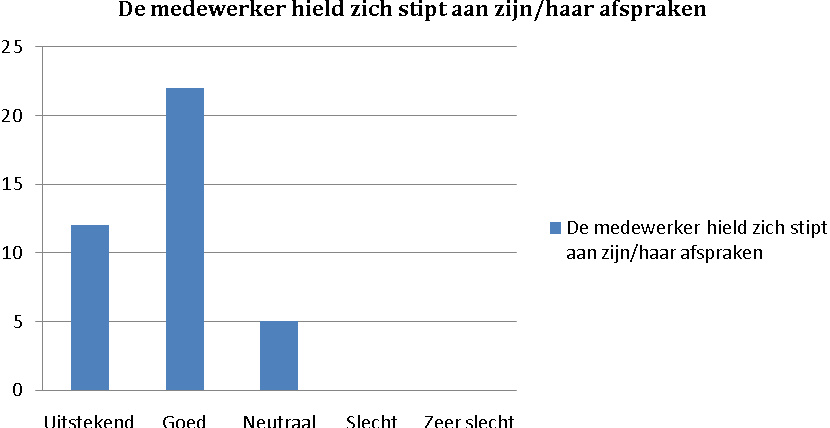 De medewerker hield zich stipt aan zijn/haar afspraken
25
20
15
10
5
0
Uitstekend Goed Neutraal Slecht Zeer slecht
De medewerker hield zich stipt
aan zijn/haar afspraken